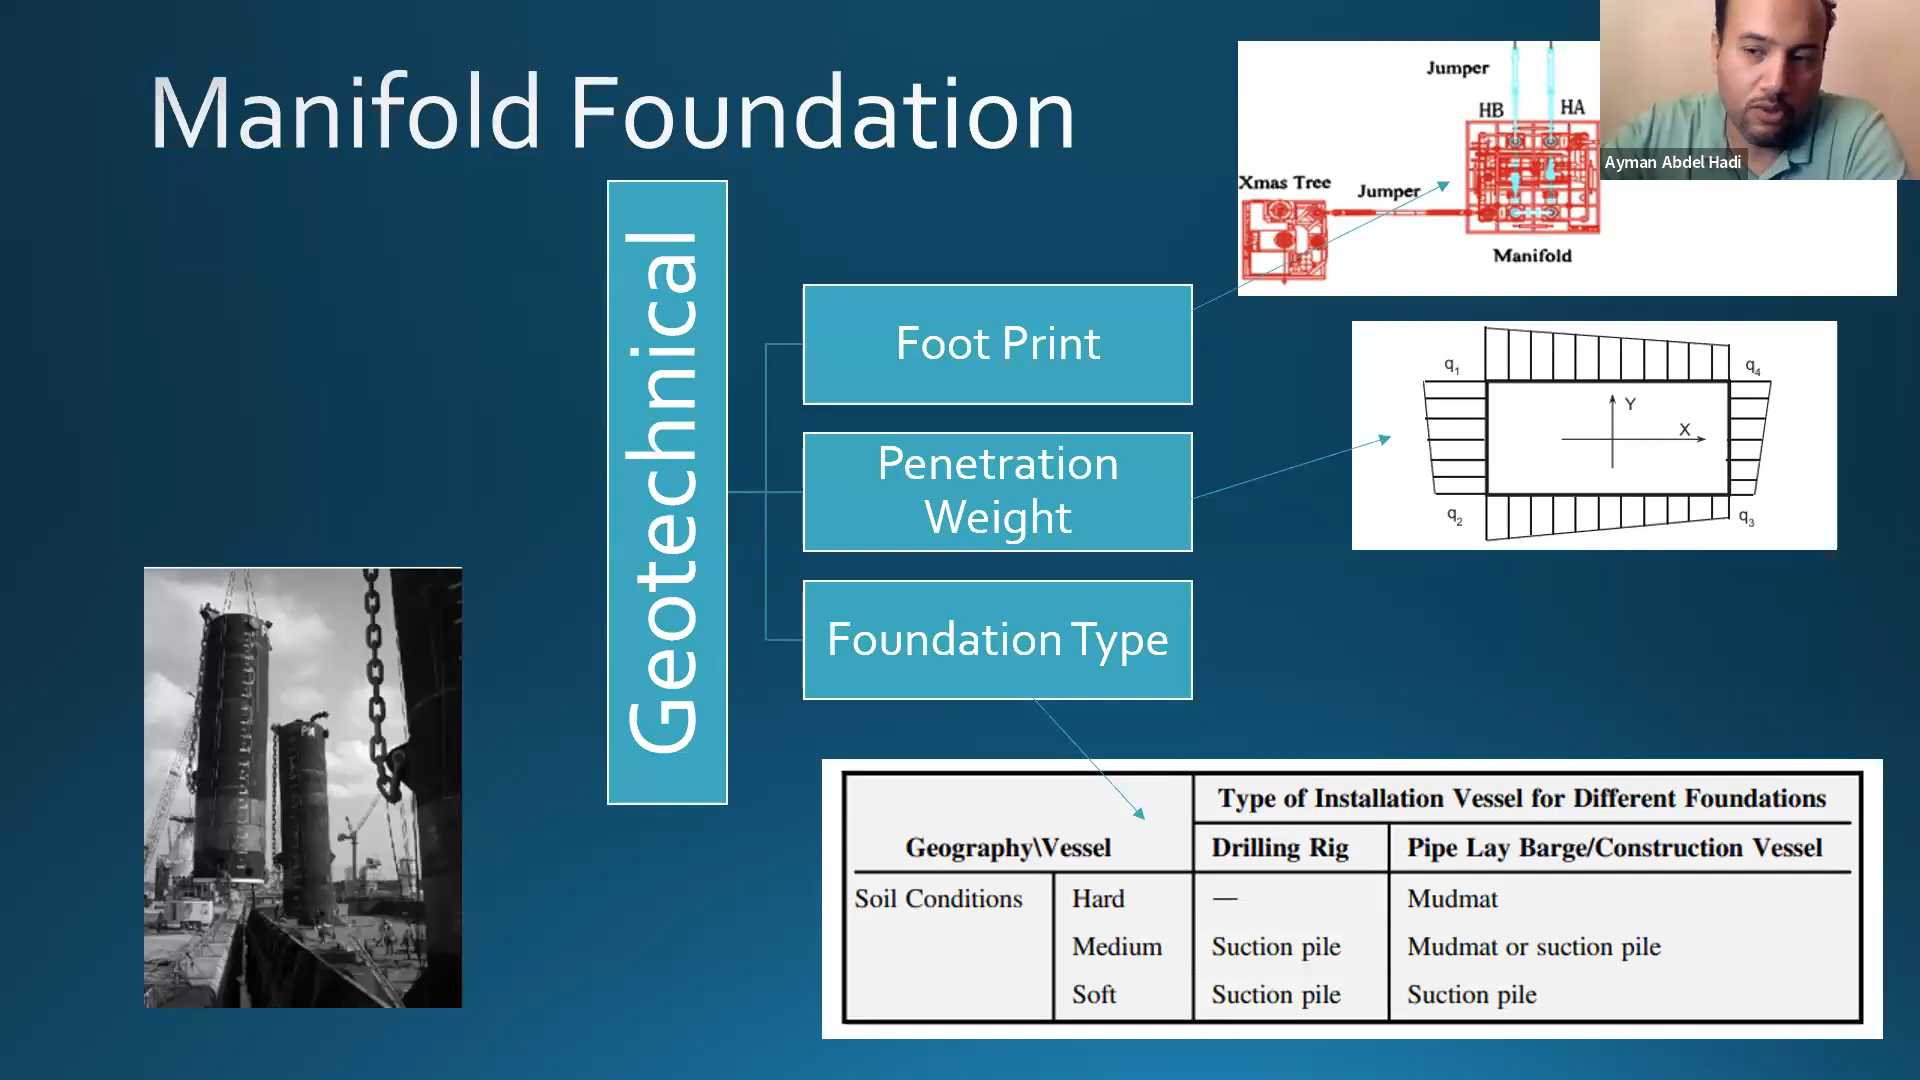 Manifold Foundation
Geotechnical
Foot Print
Penetration
Weight
Foundation Type
Jumper
HB
HA
Xmas Tree
Jumper
Manifold
Ayman Abdel Hadi
q1
q4
Y
X
q2
q3
Type of Installation Vessel for Different Foundations
Geography\Vessel
Drilling Rig
Pipe Lay Barge/Construction Vessel
Soil Conditions
Hard
—
Mudmat
Medium
Suction pile
Mudmat or suction pile
Soft
Suction pile
Suction pile